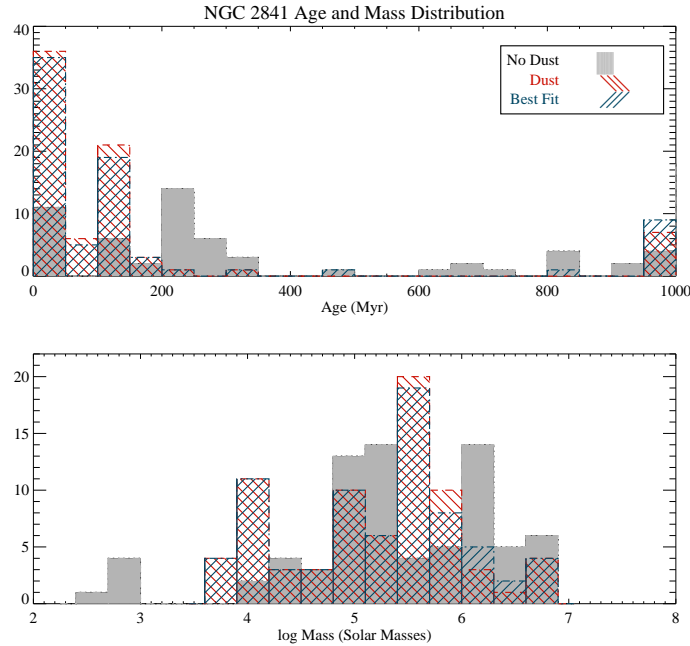 NGC 2841 Age and Mass Distribution
40
30
20
10
0
No Dust
Dust
Best Fit
0 200 400 600 800 1000
Age (Myr)
20
15
10
5
0
2 3 4 5 6 7 8
log Mass (Solar Masses)